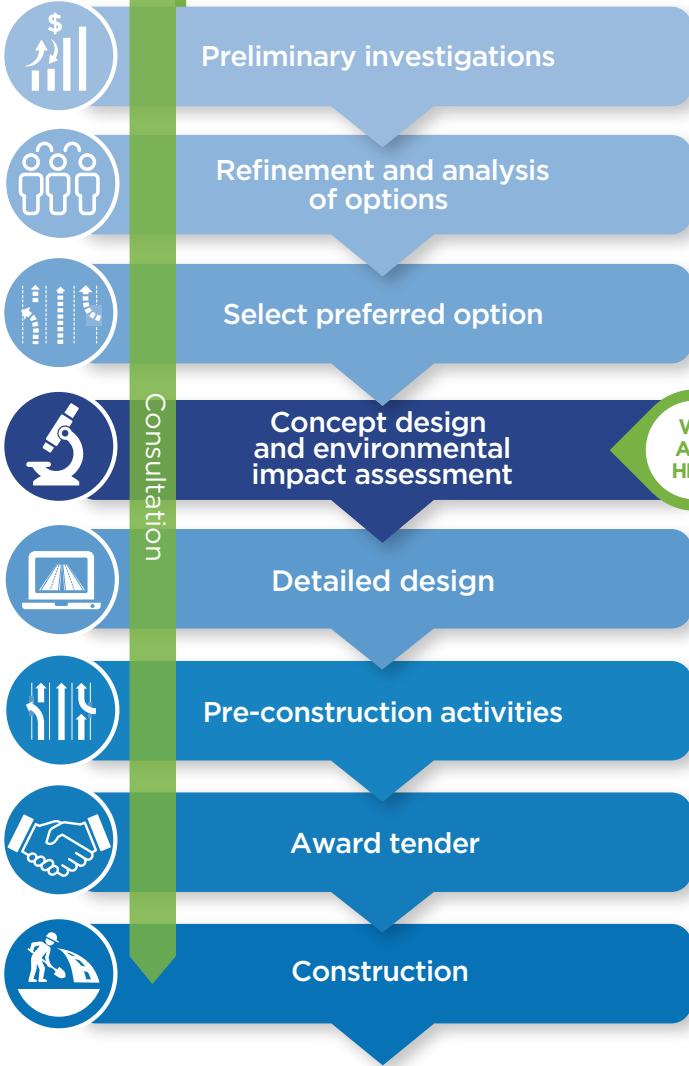 $
Preliminary investigations
Refinement and analysis
of options
Select preferred option
Consultation
Concept design
and environmental
impact assessment
Detailed design
Pre-construction activities
Award tender
Construction